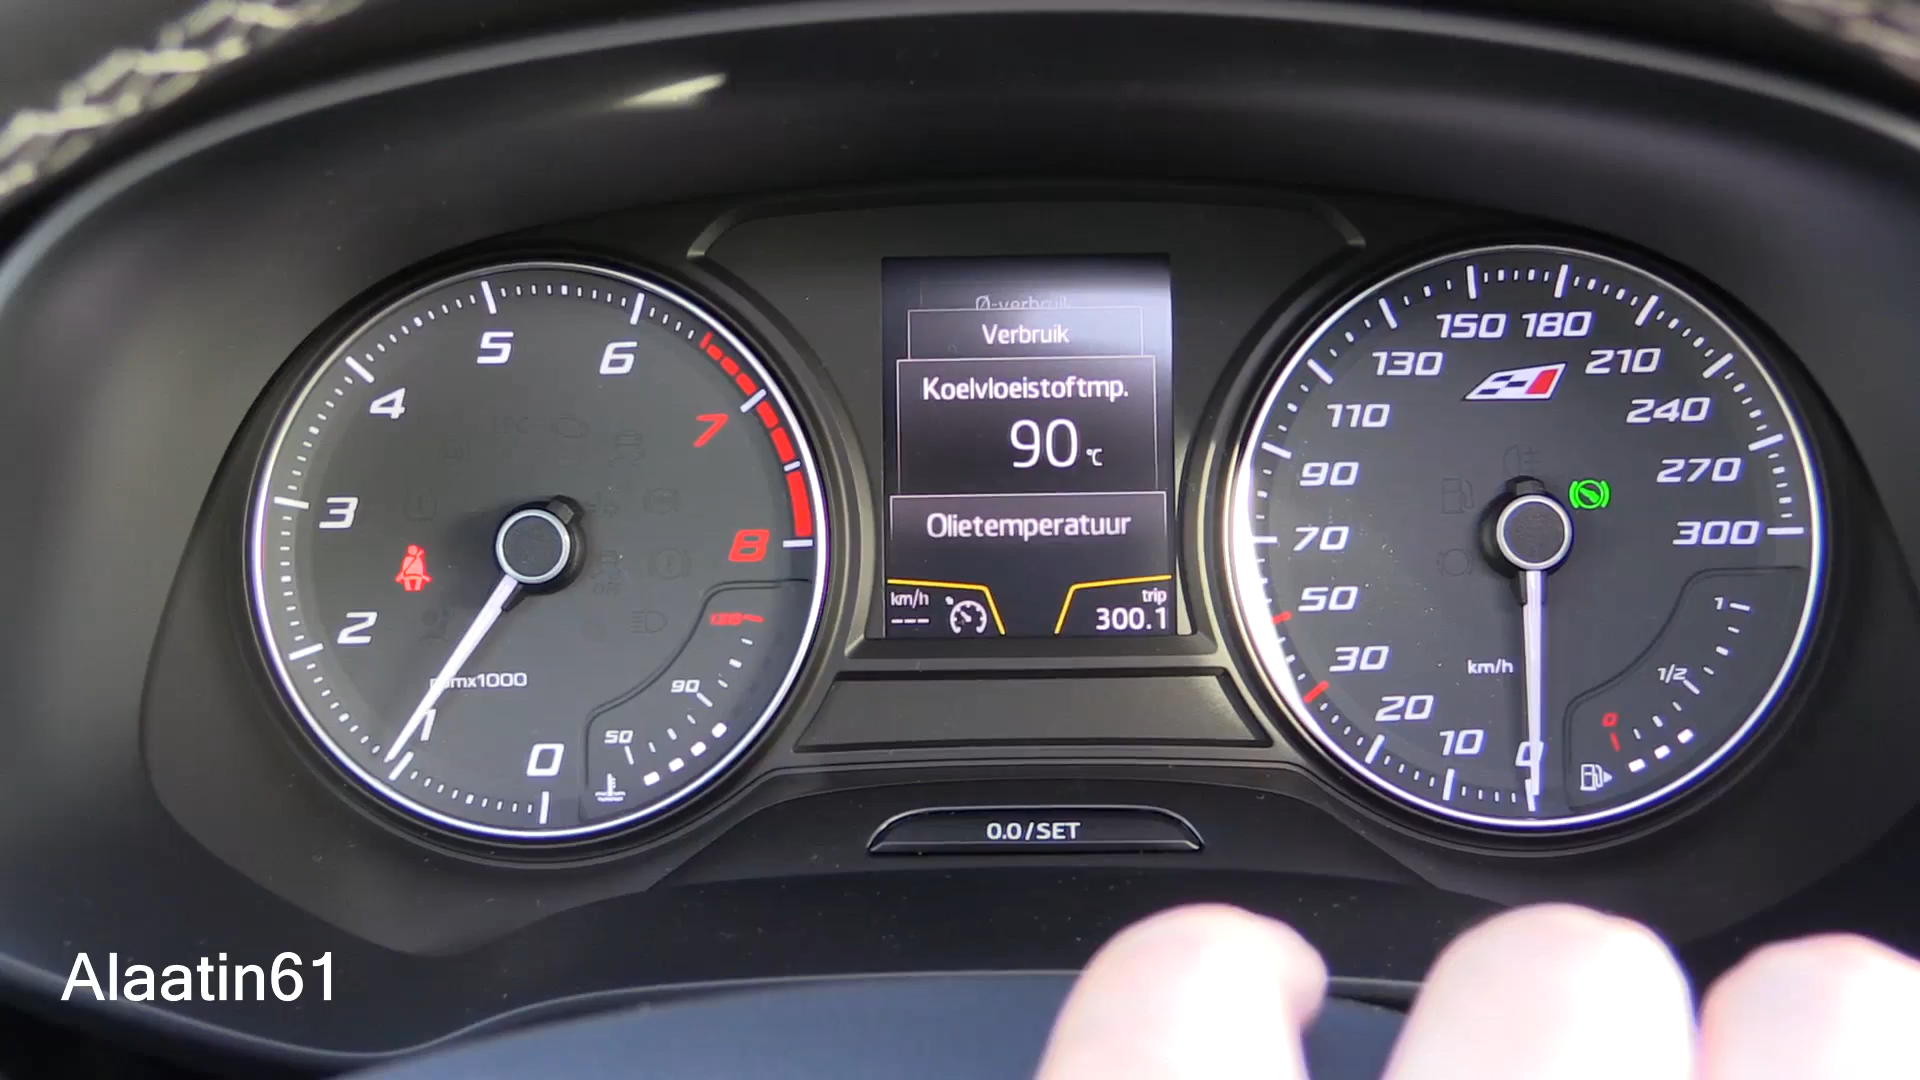 5
6
4
7
3
8
2
rpmx1000
1
0
130
90
50
Ø-verbruik
Verbruik
Koelvloeistoftmp.
90 °C
Olietemperatuur
km/h
---
trip
300.1
150
180
130
210
110
240
90
270
70
300
50
30
km/h
20
10
0
1
1/2
0
0.0/SET
Alaatin61